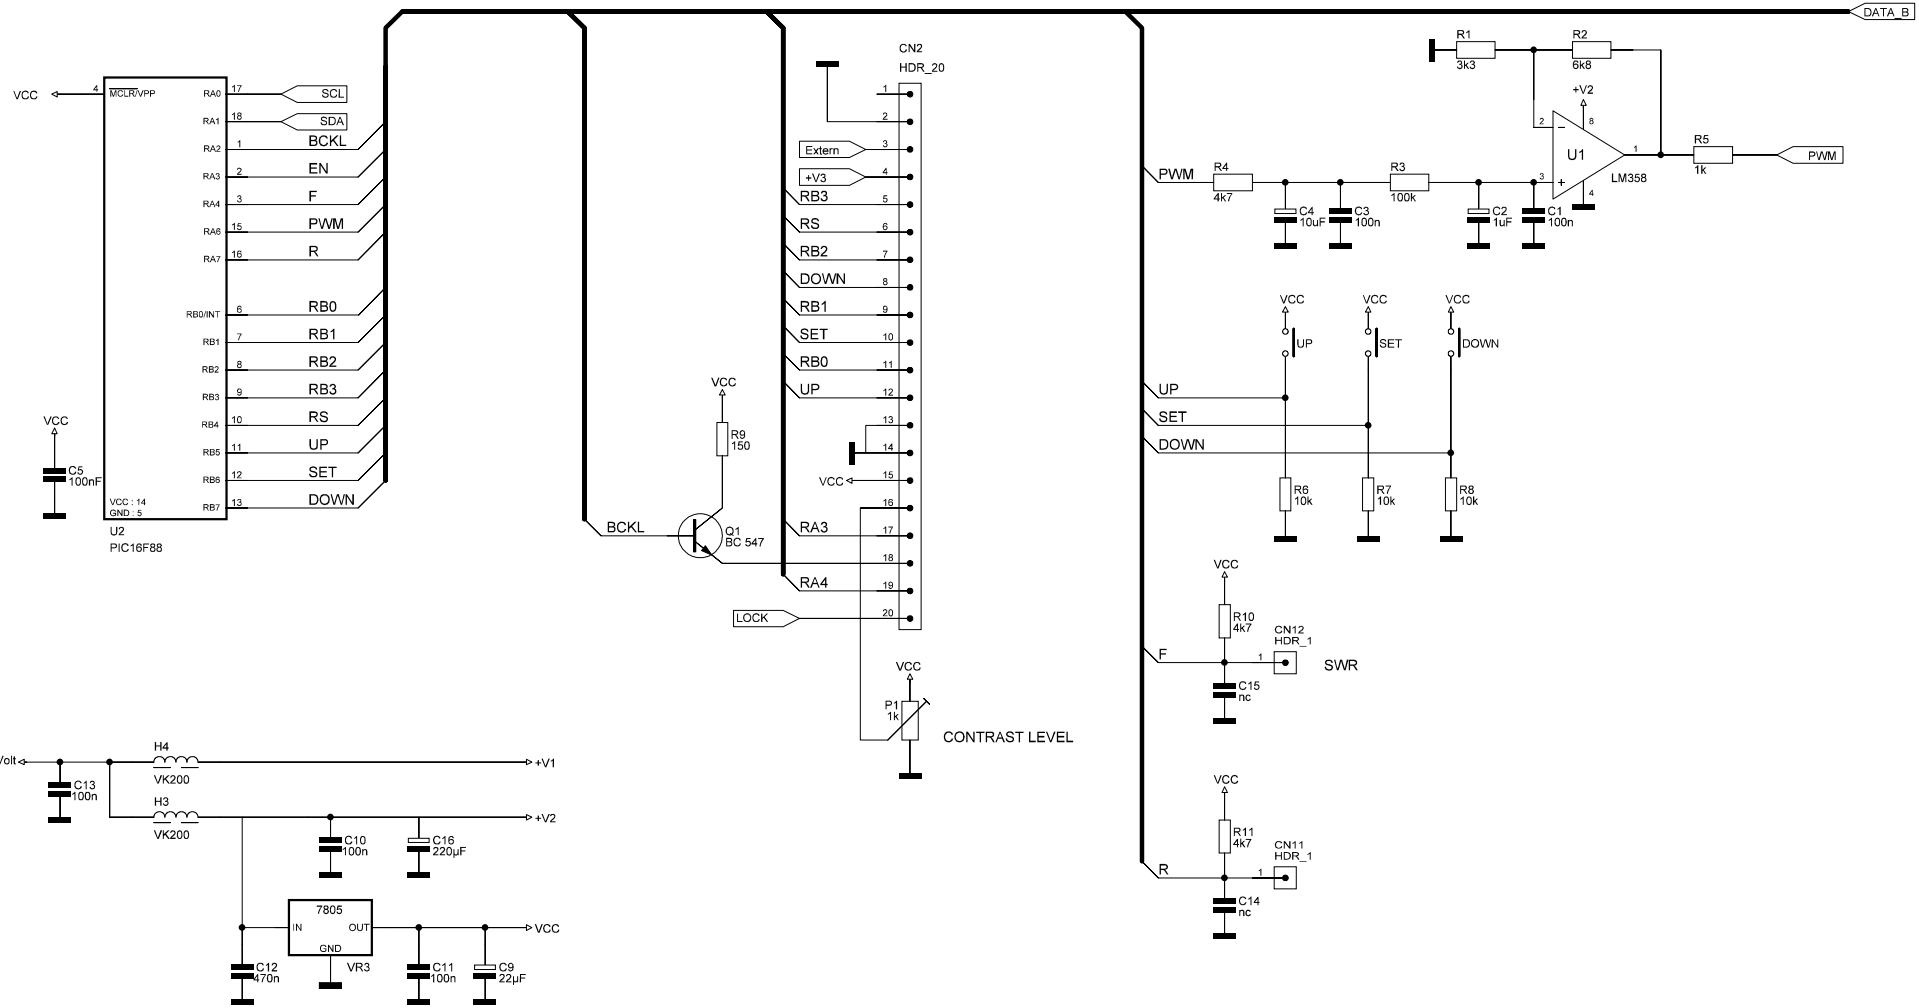 DATA_B
VCC
4
MCLR/VPP
RA0
17
SCL
RA1
18
SDA
RA2
1
BCKL
RA3
2
EN
RA4
3
F
RA6
15
PWM
RA7
16
R
RB0/INT
6
RB0
RB1
7
RB1
RB2
8
RB2
RB3
9
RB3
RB4
10
RS
RB5
11
UP
RB6
12
SET
RB7
13
DOWN
VCC : 14
GND : 5
U2
PIC16F88
VCC
C5
100nF
CN2
HDR_20
1
2
Extern
3
+V3
4
RB3
5
RS
6
RB2
7
DOWN
8
RB1
9
SET
10
RB0
11
UP
12
13
14
VCC
15
16
RA3
17
18
RA4
19
LOCK
20
VCC
R9
150
BCKL
Q1
BC 547
VCC
P1
1k
CONTRAST LEVEL
R1
3k3
R2
6k8
+V2
8
2
−
U1
1
3
+
4
LM358
R5
1k
PWM
PWM
R4
4k7
R3
100k
C4
10uF
C3
100n
C2
1uF
C1
100n
VCC
VCC
VCC
UP
SET
DOWN
UP
SET
DOWN
R6
10k
R7
10k
R8
10k
VCC
R10
4k7
CN12
HDR_1
F
1
SWR
C15
nc
VCC
R11
4k7
CN11
HDR_1
R
1
C14
nc
Volt
H4
VK200
+V1
C13
100n
H3
VK200
+V2
C10
100n
C16
220µF
7805
IN
OUT
GND
VR3
VCC
C12
470n
C11
100n
C9
22µF